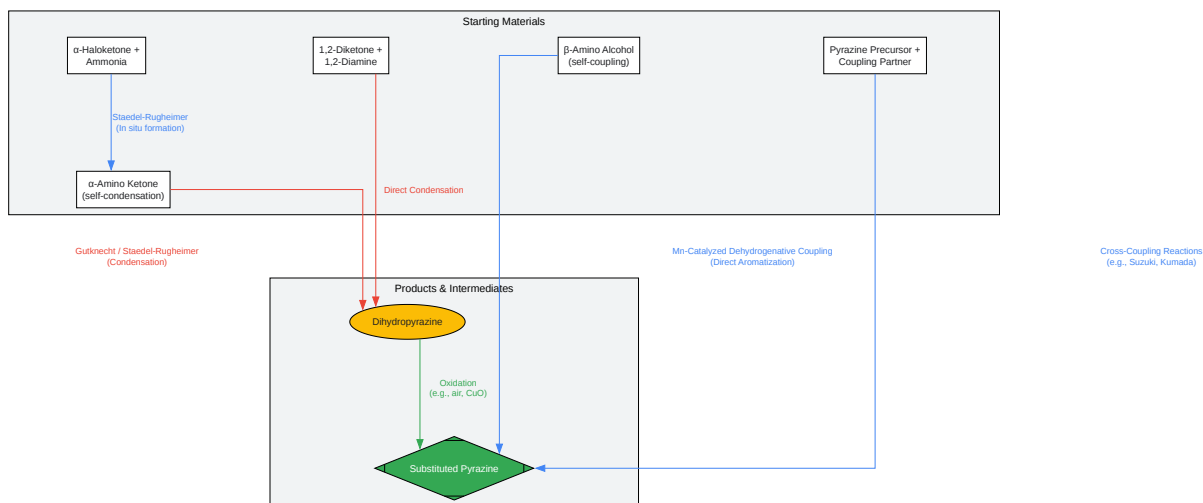 Starting Materials
α-Haloketone +
Ammonia
1,2-Diketone +
1,2-Diamine
β-Amino Alcohol
(self-coupling)
Pyrazine Precursor +
Coupling Partner
Staedel-Rugheimer
(In situ formation)
α-Amino Ketone
(self-condensation)
Direct Condensation
Gutknecht / Staedel-Rugheimer
(Condensation)
Mn-Catalyzed Dehydrogenative Coupling
(Direct Aromatization)
Cross-Coupling Reactions
(e.g., Suzuki, Kumada)
Products & Intermediates
Dihydropyrazine
Oxidation
(e.g., air, CuO)
Substituted Pyrazine